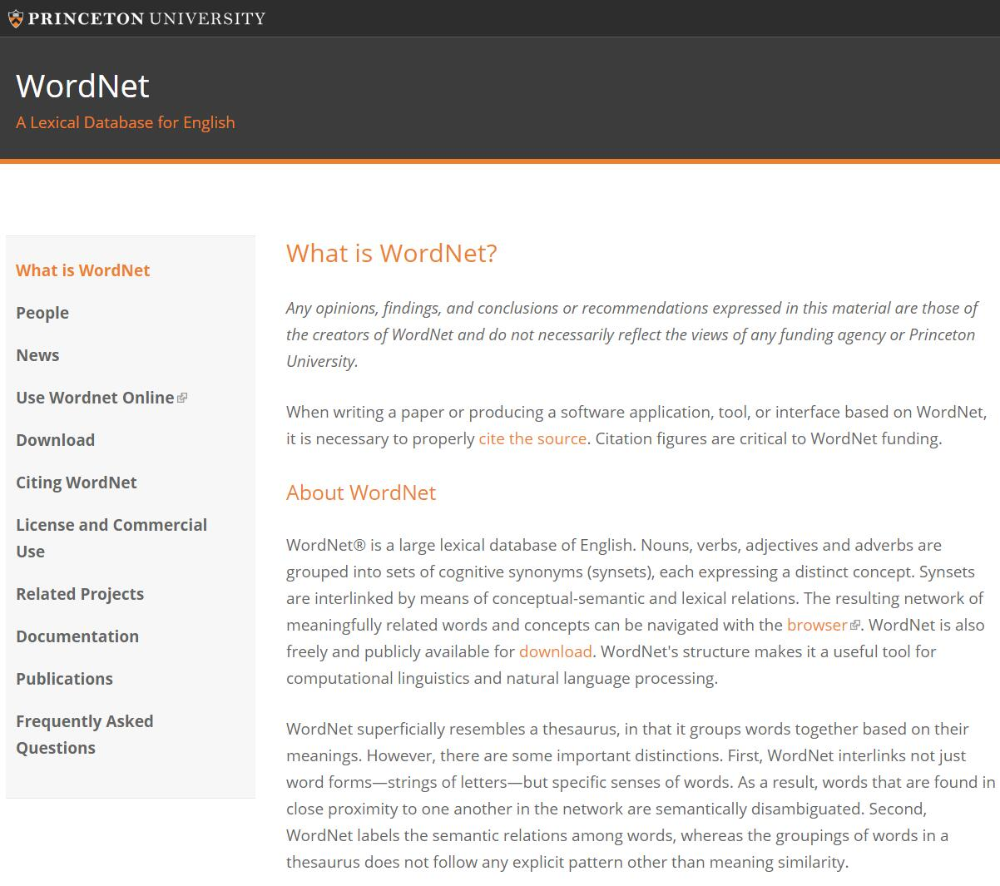 PRINCETON UNIVERSITY
WordNet
A Lexical Database for English
What is WordNet
People
News
Use Wordnet Online
Download
Citing WordNet
License and Commercial
Use
Related Projects
Documentation
Publications
Frequently Asked
Questions
What is WordNet?
Any opinions, findings, and conclusions or recommendations expressed in this material are those of
the creators of WordNet and do not necessarily reflect the views of any funding agency or Princeton
University.
When writing a paper or producing a software application, tool, or interface based on WordNet,
it is necessary to properly cite the source. Citation figures are critical to WordNet funding.
About WordNet
WordNet® is a large lexical database of English. Nouns, verbs, adjectives and adverbs are
grouped into sets of cognitive synonyms (synsets), each expressing a distinct concept. Synsets
are interlinked by means of conceptual-semantic and lexical relations. The resulting network of
meaningfully related words and concepts can be navigated with the browser. WordNet is also
freely and publicly available for download. WordNet's structure makes it a useful tool for
computational linguistics and natural language processing.
WordNet superficially resembles a thesaurus, in that it groups words together based on their
meanings. However, there are some important distinctions. First, WordNet interlinks not just
word forms—strings of letters—but specific senses of words. As a result, words that are found in
close proximity to one another in the network are semantically disambiguated. Second,
WordNet labels the semantic relations among words, whereas the groupings of words in a
thesaurus does not follow any explicit pattern other than meaning similarity.